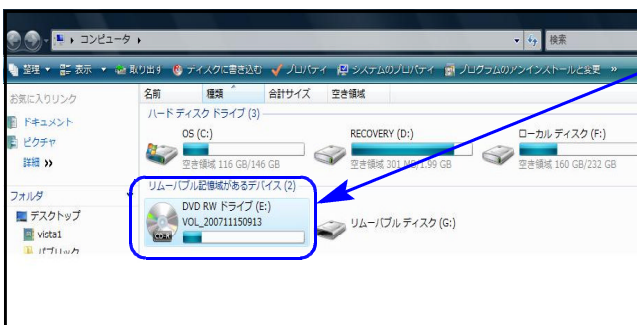 コンピュータ
検索
整理 表示 取り出す ディスクに書き込む プロパティ システムのプロパティ プログラムのアンインストールと変更 »
お気に入りリンク
ドキュメント
ピクチャ
詳細 »
フォルダ
デスクトップ
vista1
パブリック
名前 種類 合計サイズ 空き領域
ハード ディスク ドライブ (3)
OS (C:)
空き領域 116 GB/146 GB
RECOVERY (D:)
空き領域 301 MB/1.99 GB
ローカル ディスク (F:)
空き領域 160 GB/232 GB
リムーバブル記憶域があるデバイス (2)
DVD RW ドライブ (E:)
VOL_200711150913
CD-R
リムーバブル ディスク (G:)